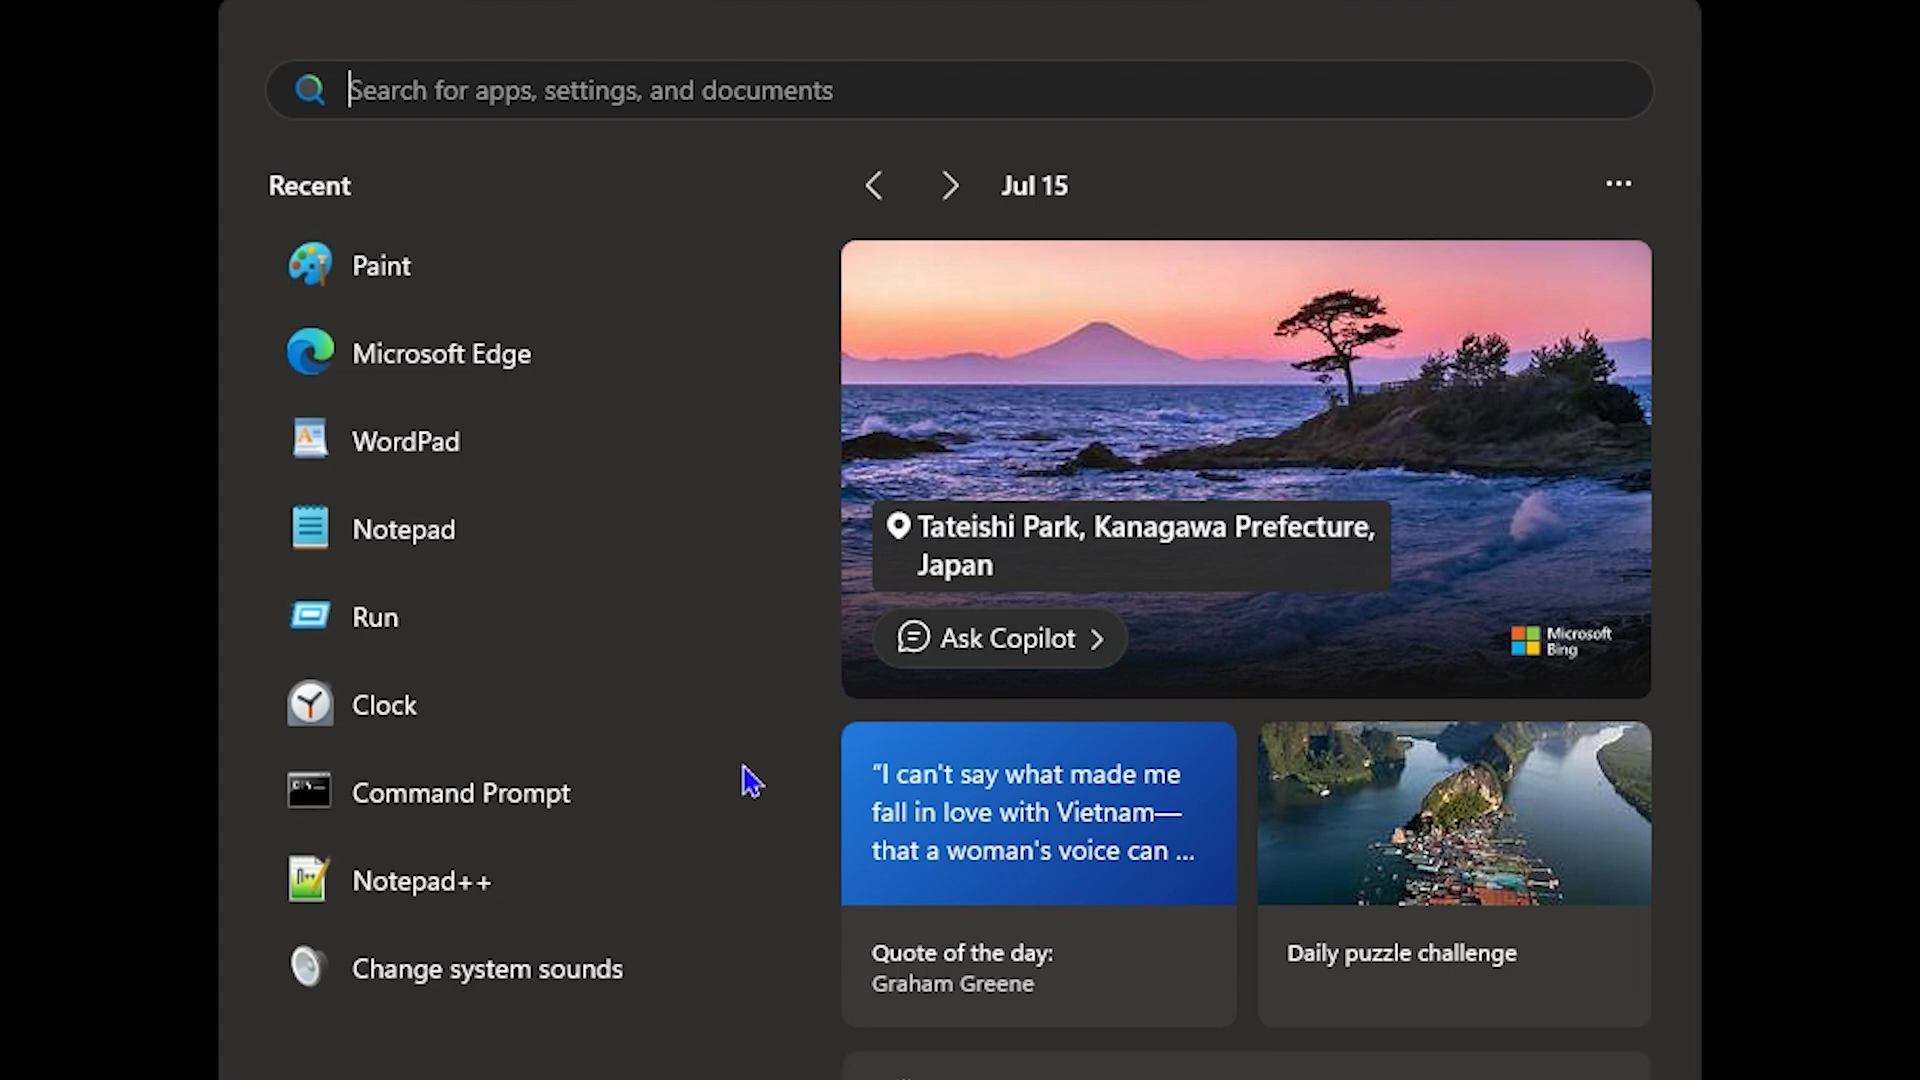 Search for apps, settings, and documents
Recent
Paint
Microsoft Edge
WordPad
Notepad
Run
Clock
Command Prompt
Notepad++
Change system sounds
Jul 15
Tateishi Park, Kanagawa Prefecture,
Japan
Ask Copilot
Microsoft
Bing
"I can't say what made me
fall in love with Vietnam—
that a woman's voice can ...
Quote of the day:
Graham Greene
Daily puzzle challenge